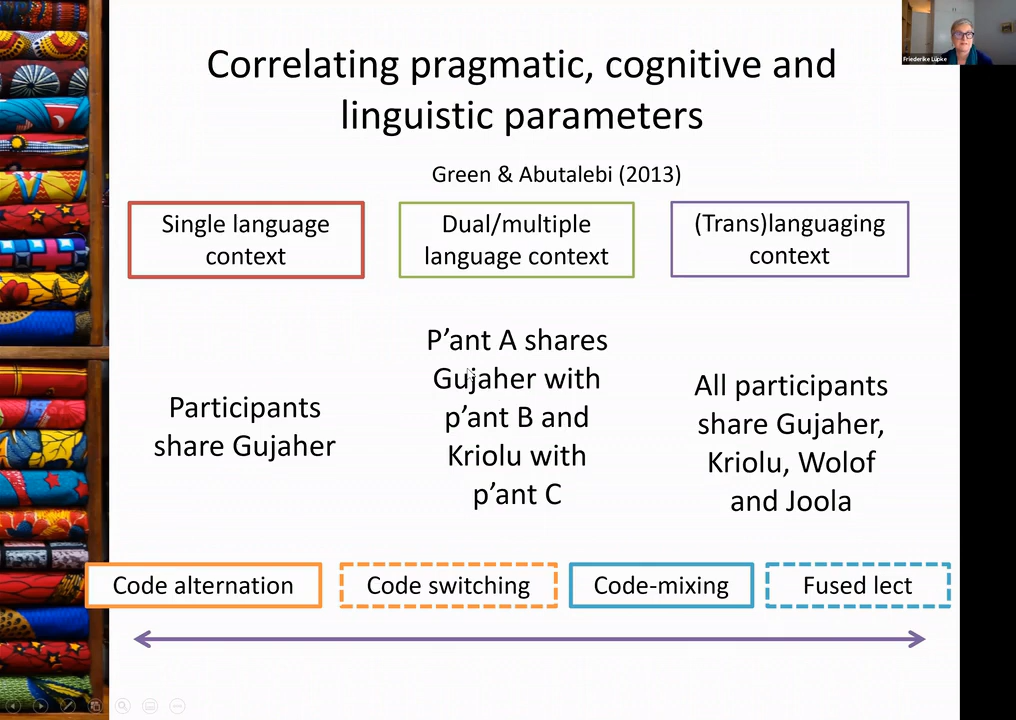 Friederike Lüpke
Correlating pragmatic, cognitive and
linguistic parameters
Green & Abutalebi (2013)
Single language
context
Dual/multiple
language context
(Trans)languaging
context
Participants
share Gujaher
P’ant A shares
Gujaher with
p’ant B and
Kriolu with
p’ant C
All participants
share Gujaher,
Kriolu, Wolof
and Joola
Code alternation
Code switching
Code-mixing
Fused lect